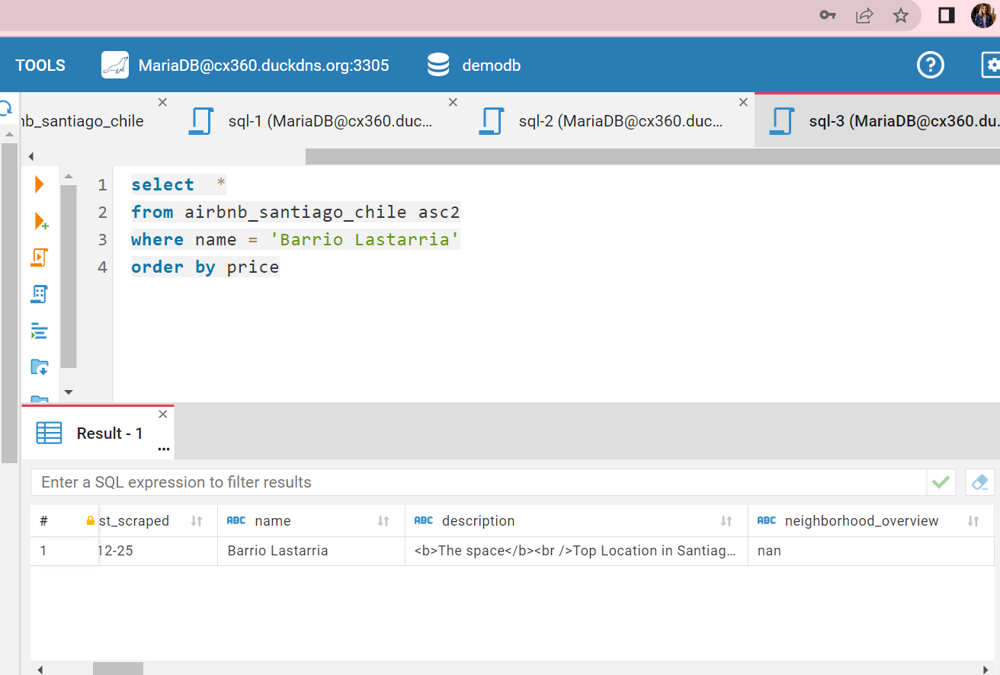 TOOLS MariaDB@cx360.duckdns.org:3305 demodb
nb_santiago_chile sql-1 (MariaDB@cx360.duc... sql-2 (MariaDB@cx360.duc... sql-3 (MariaDB@cx360.du.
1 select *
2 from airbnb_santiago_chile asc2
3 where name = 'Barrio Lastarria'
4 order by price
Result - 1
Enter a SQL expression to filter results
# st_scraped ABC name ABC description ABC neighborhood_overview
1 12-25 Barrio Lastarria <b>The space</b><br />Top Location in Santiag... nan